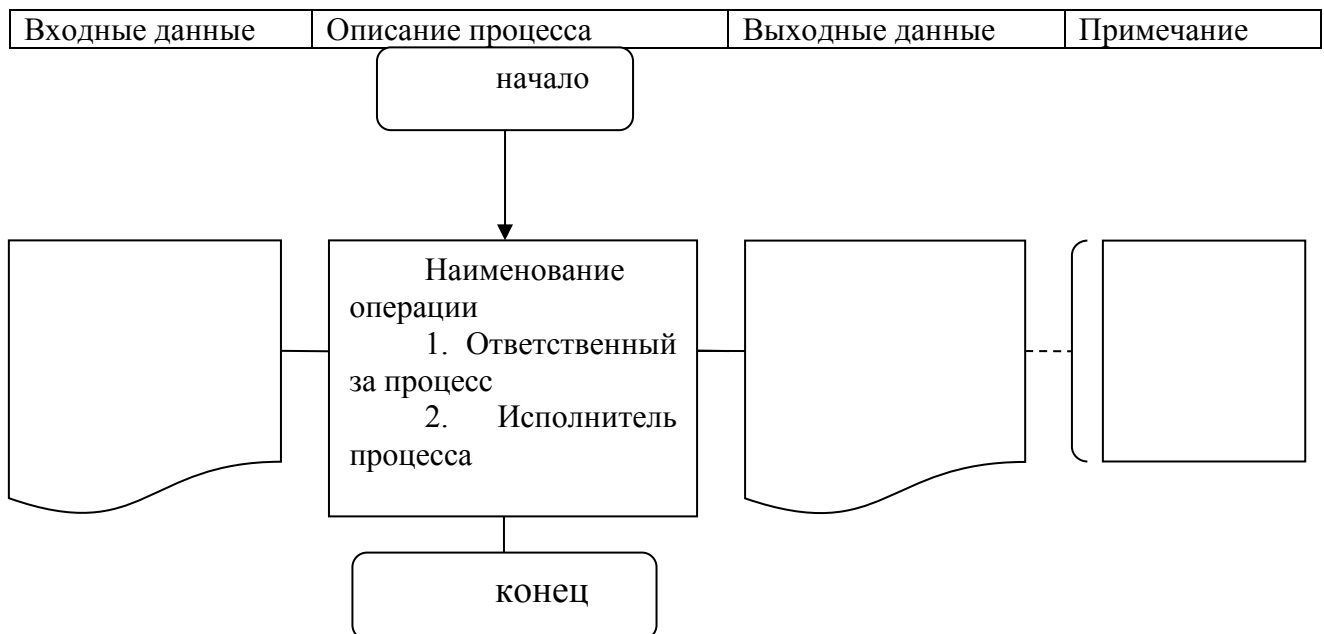 Входные данные Описание процесса Выходные данные Примечание
начало
Наименование
операции
1. Ответственный
за процесс
2. Исполнитель
процесса
конец